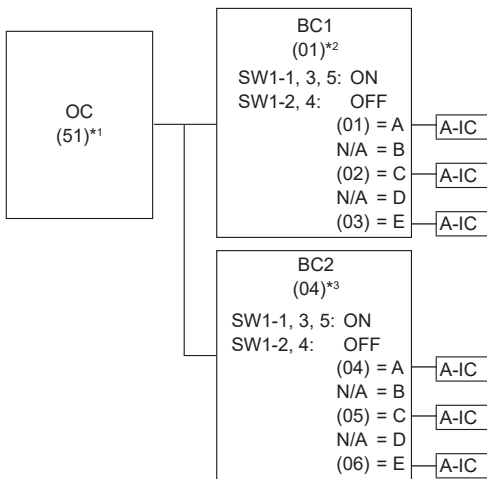 OC
(51)*1
BC1
(01)*2
SW1-1, 3, 5: ON
SW1-2, 4: OFF
(01) = A A-IC
N/A = B
(02) = C A-IC
N/A = D
(03) = E A-IC
BC2
(04)*3
SW1-1, 3, 5: ON
SW1-2, 4: OFF
(04) = A A-IC
N/A = B
(05) = C A-IC
N/A = D
(06) = E A-IC